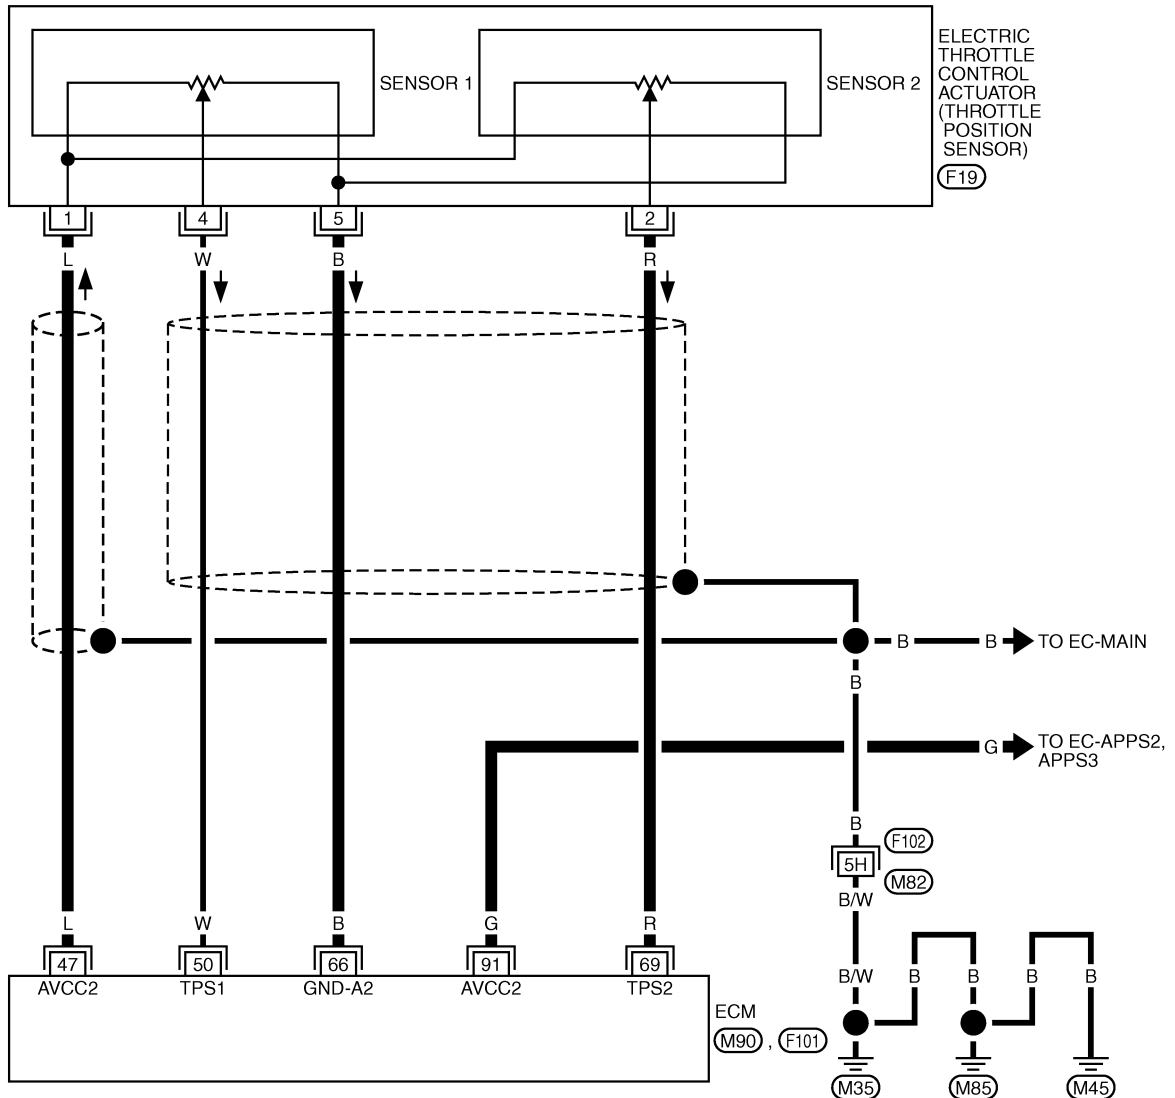 ELECTRIC
THROTTLE
CONTROL
ACTUATOR
(THROTTLE
POSITION
SENSOR)
F19
SENSOR 1
SENSOR 2
1
4
5
2
L
W
B
R
B
B
TO EC-MAIN
B
G
TO EC-APPS2,
APPS3
B
F102
5H
M82
B/W
L
W
B
G
R
47
50
66
91
69
AVCC2
TPS1
GND-A2
AVCC2
TPS2
B/W
B
B
B
B
ECM
M90 , F101
M35
M85
M45